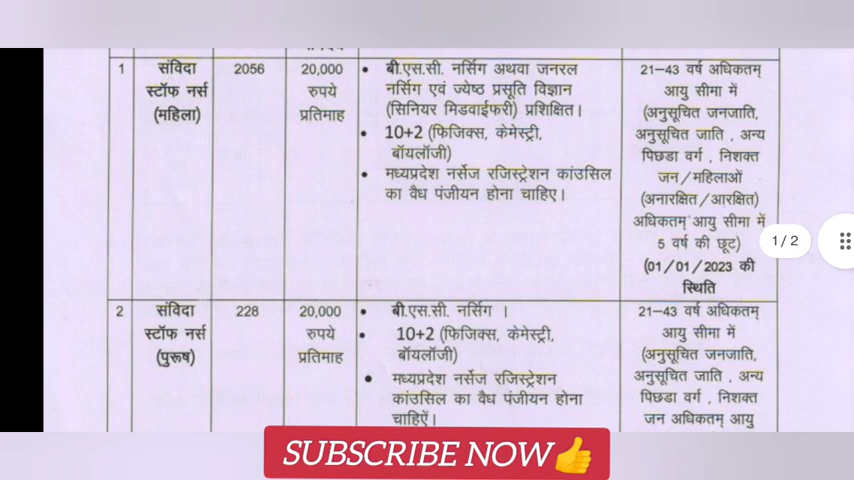 1 संविदा 2056 20,000 • बी.एस.सी. नर्सिग अथवा जनरल 21–43 वर्ष अधिकतम्
स्टॉफ नर्स रुपये नर्सिग एवं ज्येष्ठ प्रसूति विज्ञान आयु सीमा में
(महिला) प्रतिमाह (सिनियर मिडवाईफरी) प्रशिक्षित। (अनुसूचित जनजाति,
• 10+2 (फिजिक्स, केमेस्ट्री, अनुसूचित जाति , अन्य
बॉयलॉजी) पिछडा वर्ग , निशक्त
• मध्यप्रदेश नर्सेज रजिस्ट्रेशन कांउसिल जन/महिलाओं
का वैध पंजीयन होना चाहिए। (अनारक्षित/आरक्षित)
अधिकतम् आयु सीमा में
5 वर्ष की छूट)
1/2
(01/01/2023 की
स्थिति
2 संविदा 228 20,000 • बी.एस.सी. नर्सिग । 21–43 वर्ष अधिकतम्
स्टॉफ नर्स रुपये • 10+2 (फिजिक्स, केमेस्ट्री, आयु सीमा में
(पुरूष) प्रतिमाह बॉयलॉजी) (अनुसूचित जनजाति,
• मध्यप्रदेश नर्सेज रजिस्ट्रेशन अनुसूचित जाति , अन्य
कांउसिल का वैध पंजीयन होना पिछडा वर्ग , निशक्त
चाहिऐं। जन अधिकतम् आयु
SUBSCRIBE NOW